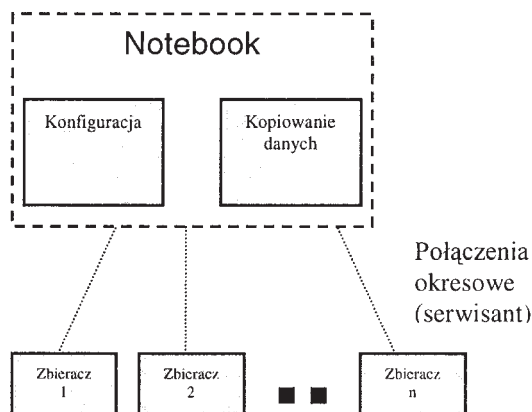 Notebook
Konfiguracja
Kopiowanie
danych
Połączenia
okresowe
(serwisant)
Zbieracz
1
Zbieracz
2
Zbieracz
n